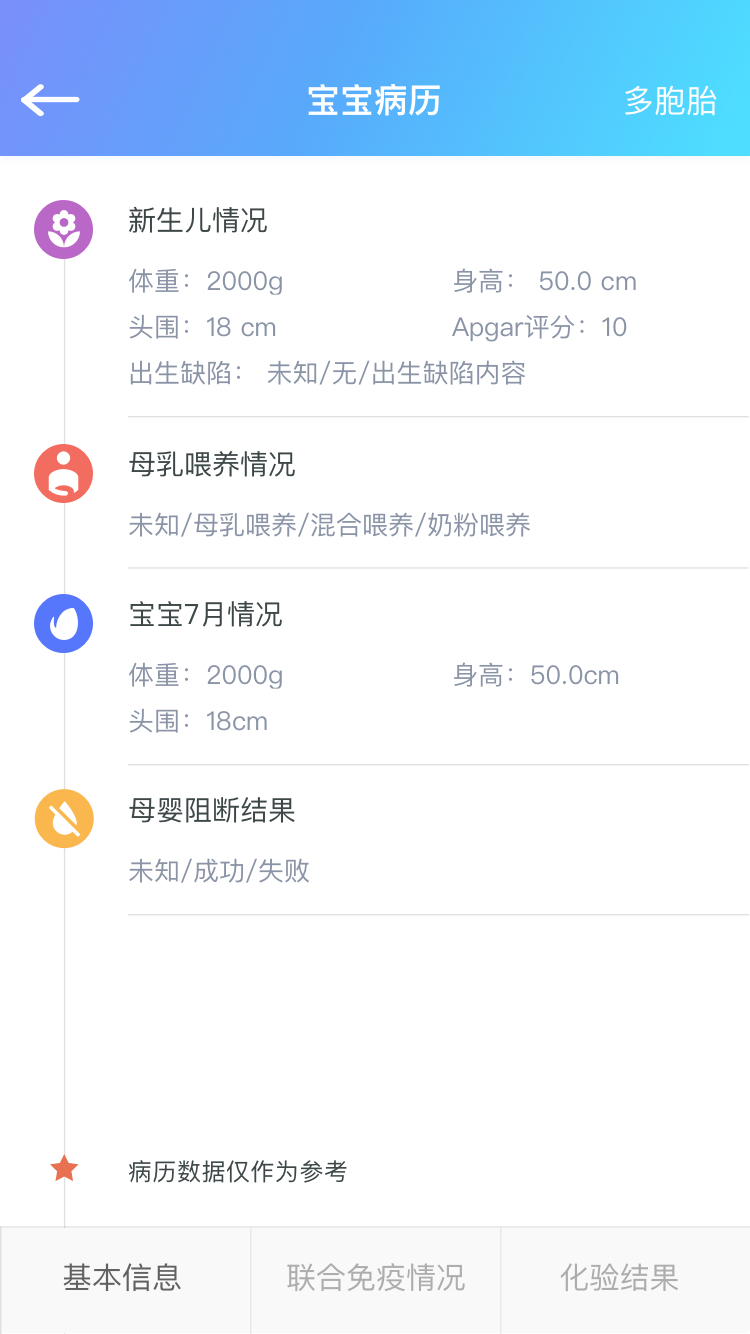 宝宝病历 多胞胎
新生儿情况
体重：2000g 身高： 50.0 cm
头围：18 cm Apgar评分：10
出生缺陷： 未知/无/出生缺陷内容
母乳喂养情况
未知/母乳喂养/混合喂养/奶粉喂养
宝宝7月情况
体重：2000g 身高：50.0cm
头围：18cm
母婴阻断结果
未知/成功/失败
病历数据仅作为参考
基本信息 联合免疫情况 化验结果